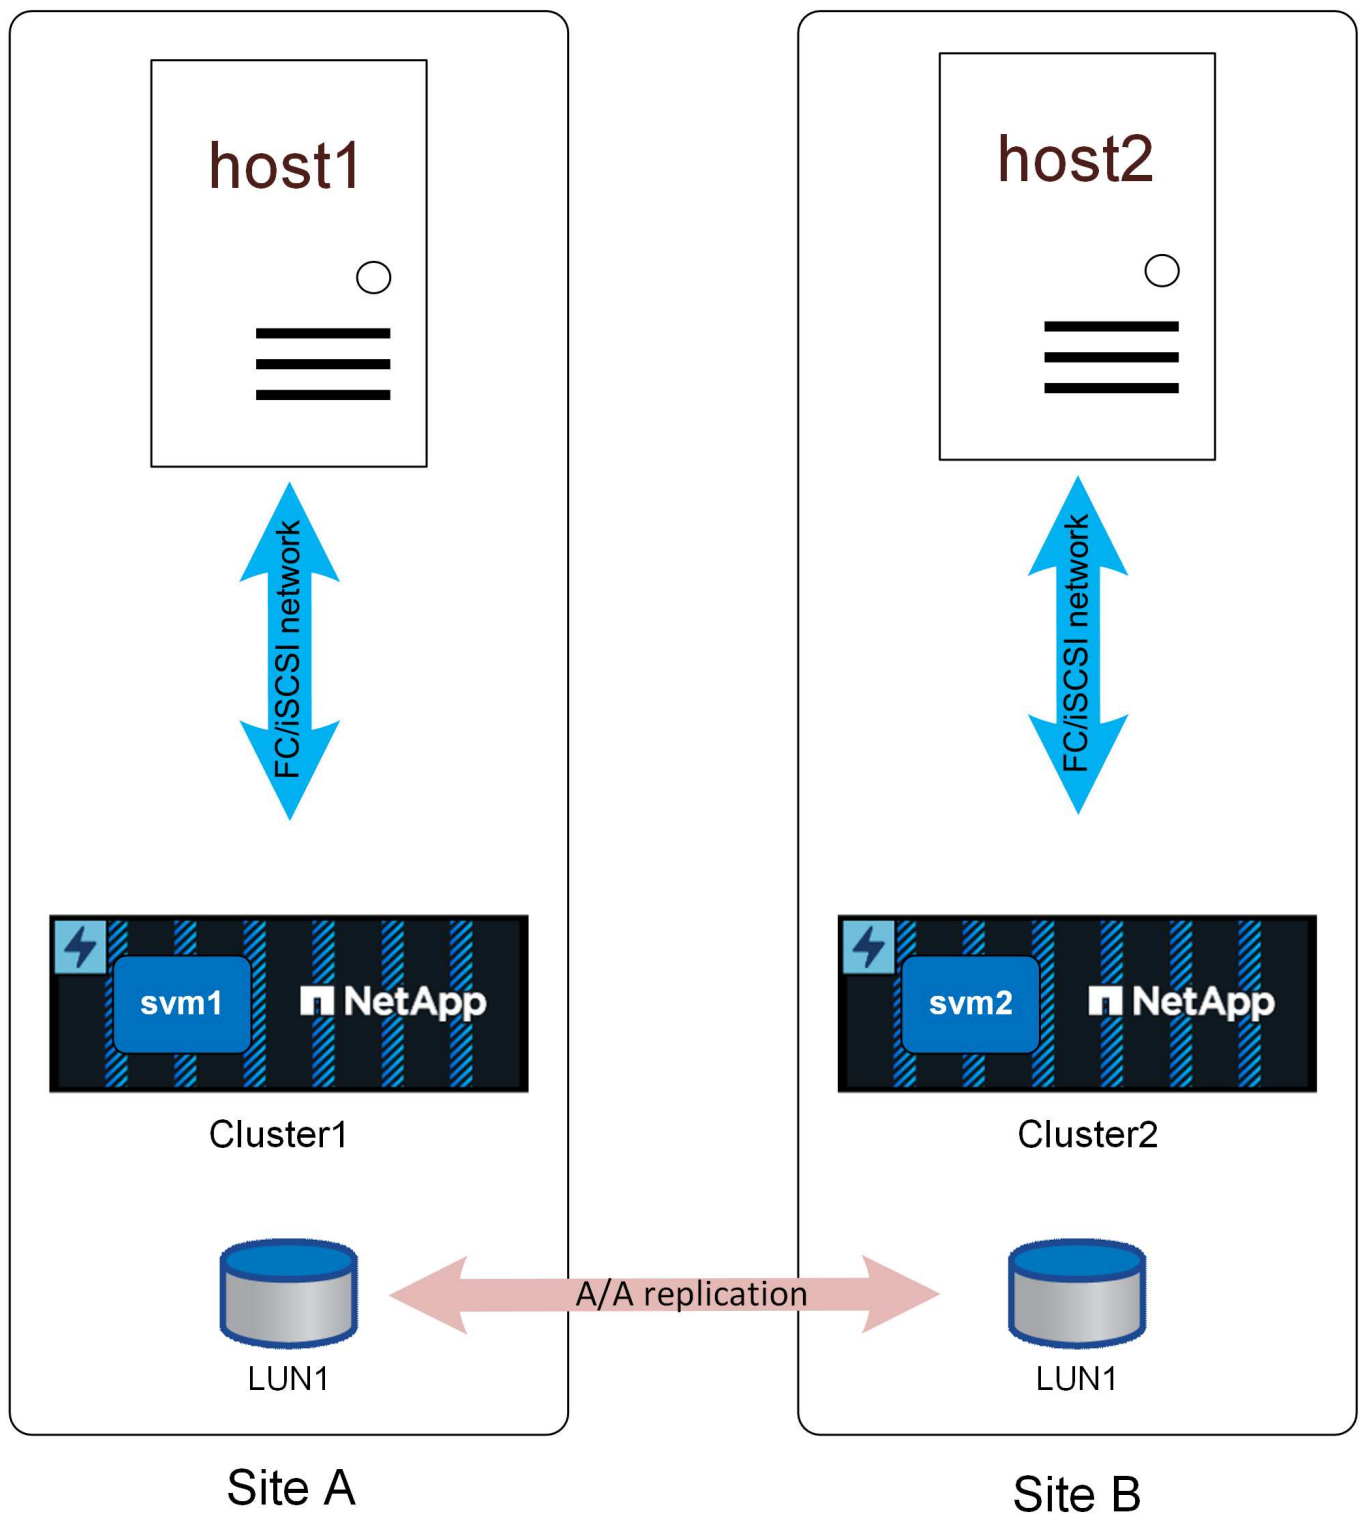 host1
host2
FC/iSCSI network
FC/iSCSI network
svm1
NetApp
svm2
NetApp
Cluster1
Cluster2
A/A replication
LUN1
LUN1
Site A
Site B